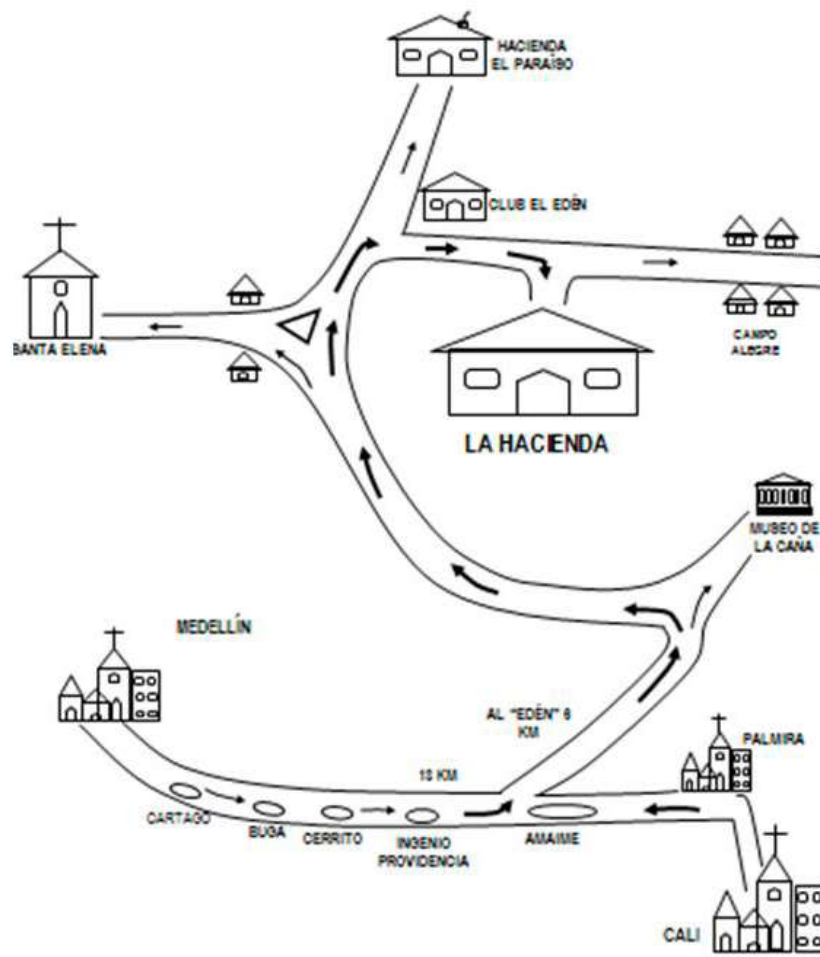 HACIENDA
EL PARAÍSO
CLUB EL EDÉN
SANTA ELENA
CAMPO
ALEGRE
LA HACIENDA
MUSEO DE
LA CAÑA
MEDELLÍN
AL "EDÉN" 6
KM
PALMIRA
18 KM
CARTAGO
BUGA
CERRITO
INGENIO
PROVIDENCIA
AMAIME
CALI